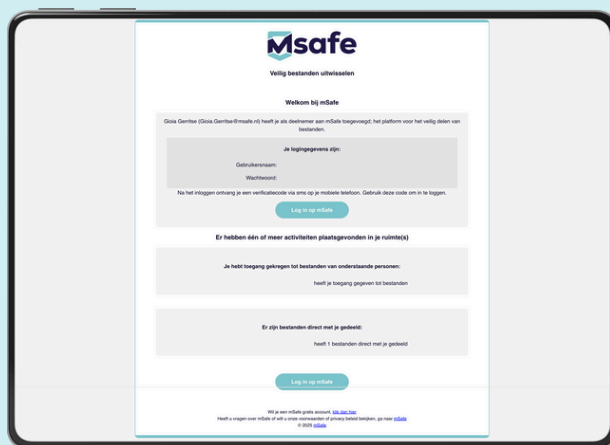 Msafe
Veilig bestanden uitwisselen
Welkom bij mSafe
Gioia Gerritse (Gioia.Gerritse@msafe.nl) heeft je als deelnemer aan mSafe toegevoegd; het platform voor het veilig delen van
bestanden.
Je logingegevens zijn:
Gebruikersnaam:
Wachtwoord:
Na het inloggen ontvang je een verificatiecode via sms op je mobiele telefoon. Gebruik deze code om in te loggen.
Log in op mSafe
Er hebben één of meer activiteiten plaatsgevonden in je ruimte(s)
Je hebt toegang gekregen tot bestanden van onderstaande personen:
heeft je toegang gegeven tot bestanden
Er zijn bestanden direct met je gedeeld:
heeft 1 bestanden direct met je gedeeld
Log in op mSafe
Wil je een mSafe gratis account, klik dan hier
Heeft u vragen over mSafe of wilt u onze voorwaarden of privacy beleid bekijken, ga naar mSafe
© 2025 mSafe